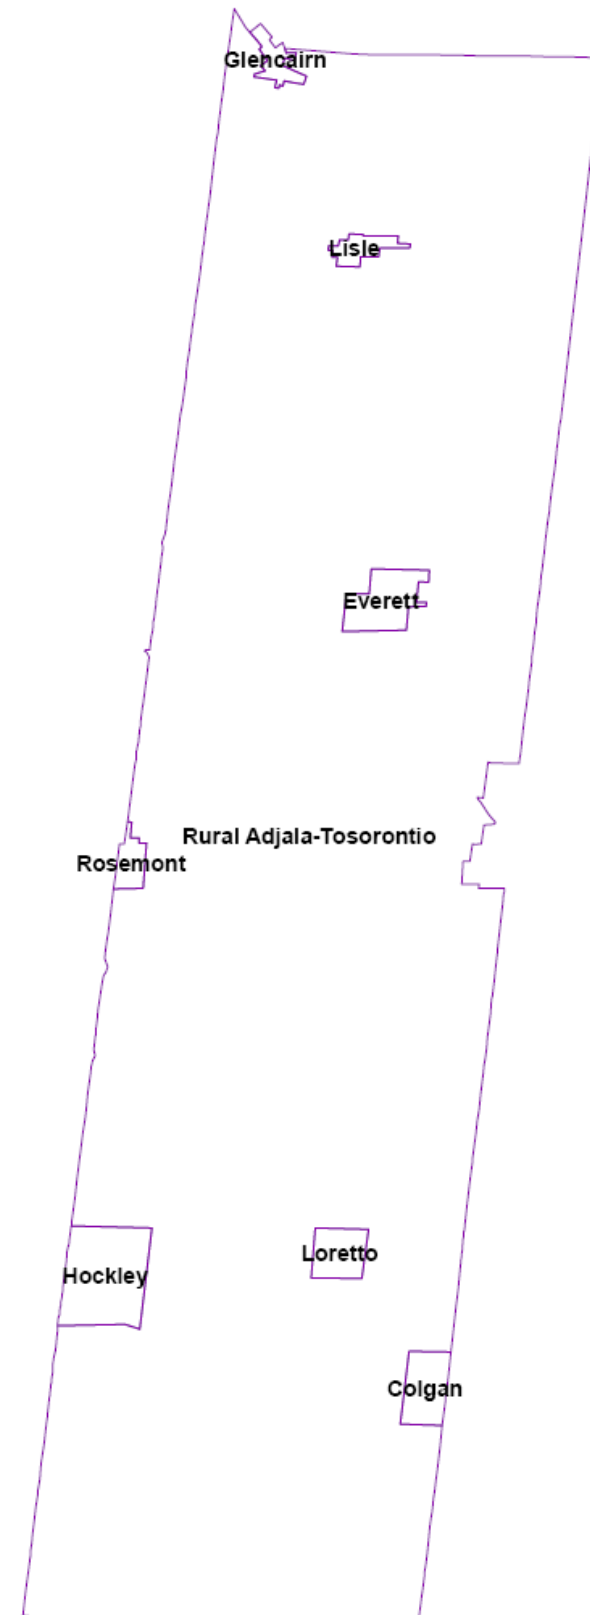 Glencairn
Lisle
Everett
Rural Adjala-Tosorontio
Rosemont
Loretto
Hockley
Colgan